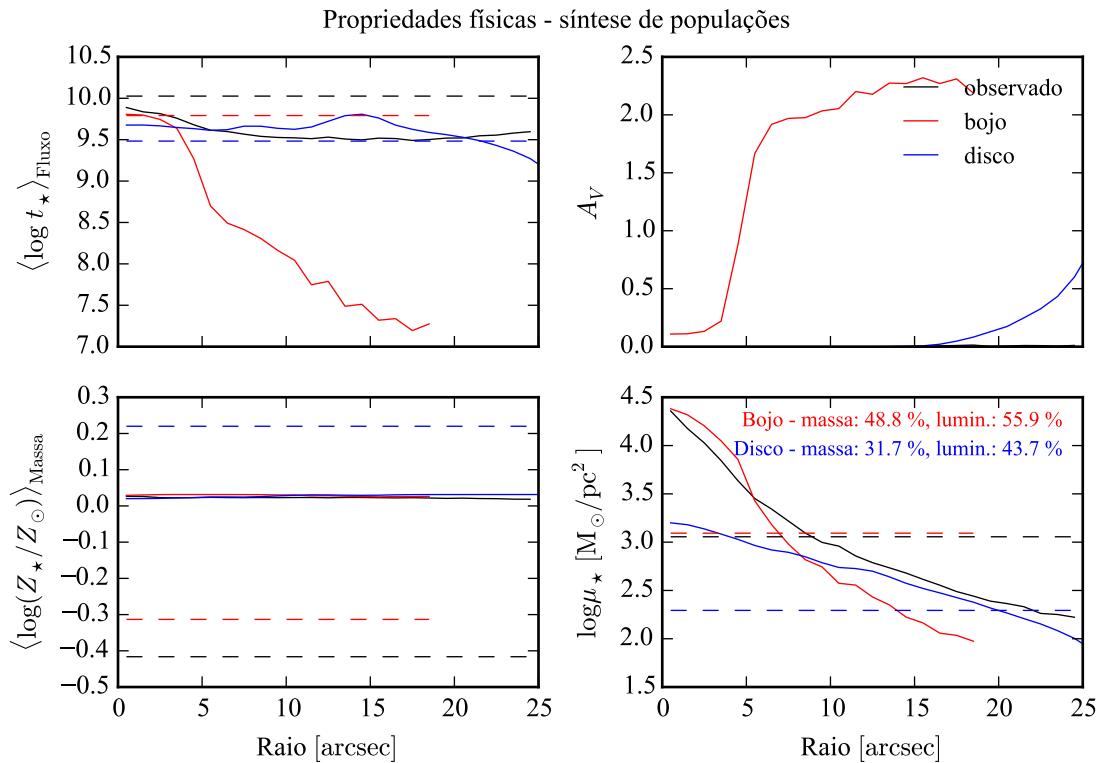 Propriedades físicas - síntese de populações
10.5
10.0
9.5
9.0
8.5
8.0
7.5
7.0
⟨log t⋆⟩Fluxo
2.5
2.0
1.5
1.0
0.5
0.0
A_V
observado
bojo
disco
0.3
0.2
0.1
0.0
−0.1
−0.2
−0.3
−0.4
−0.5
⟨log(Z⋆/Z⊙)⟩Massa
0 5 10 15 20 25
Raio [arcsec]
4.5
4.0
3.5
3.0
2.5
2.0
1.5
logμ⋆ [M⊙/pc²]
Bojo - massa: 48.8 %, lumin.: 55.9 %
Disco - massa: 31.7 %, lumin.: 43.7 %
0 5 10 15 20 25
Raio [arcsec]